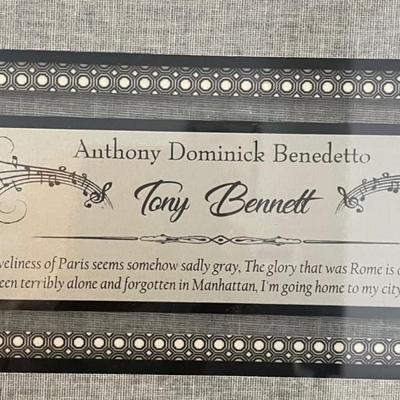 Anthony Dominick Benedetto
Tony Bennett
veliness of Paris seems somehow sadly gray, The glory that was Rome is o
een terribly alone and forgotten in Manhattan, I'm going home to my city